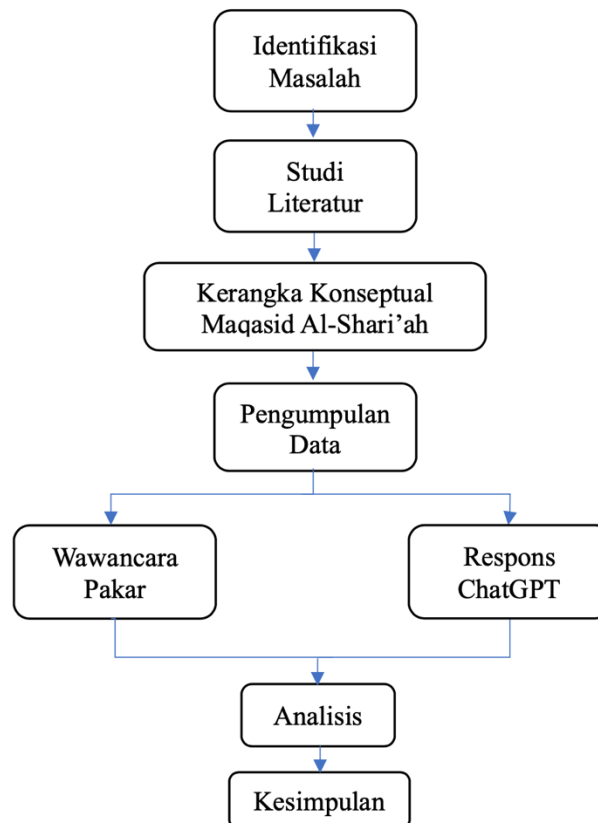 Identifikasi
Masalah
Studi
Literatur
Kerangka Konseptual
Maqasid Al-Shari’ah
Pengumpulan
Data
Wawancara
Pakar
Respons
ChatGPT
Analisis
Kesimpulan